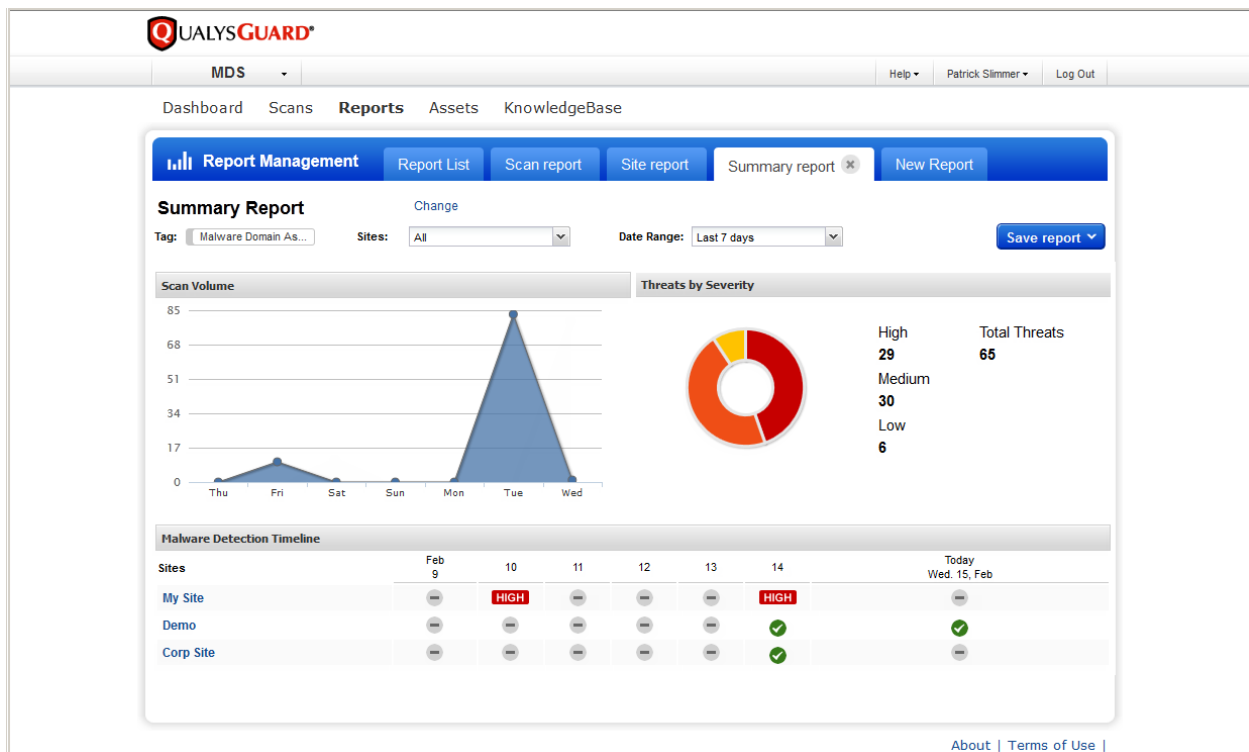 QUALYSGUARD®
MDS
Help
Patrick Slimmer
Log Out
Dashboard Scans Reports Assets KnowledgeBase
Report Management
Report List
Scan report
Site report
Summary report
New Report
Summary Report
Change
Tag: Malware Domain As...
Sites: All
Date Range: Last 7 days
Save report
Scan Volume
85
68
51
34
17
0
Thu Fri Sat Sun Mon Tue Wed
Threats by Severity
High
29
Medium
30
Low
6
Total Threats
65
Malware Detection Timeline
Sites
Feb
9
10
11
12
13
14
Today
Wed. 15, Feb
My Site
HIGH
HIGH
Demo
Corp Site
About | Terms of Use |